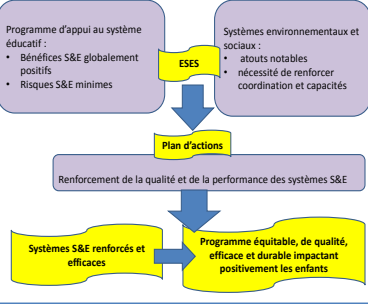 Programme d'appui au système
éducatif :
• Bénéfices S&E globalement
positifs
• Risques S&E minimes
ESES
Systèmes environnementaux et
sociaux :
• atouts notables
• nécessité de renforcer
coordination et capacités
Plan d'actions
Renforcement de la qualité et de la performance des systèmes S&E
Systèmes S&E renforcés et
efficaces
Programme équitable, de qualité,
efficace et durable impactant
positivement les enfants